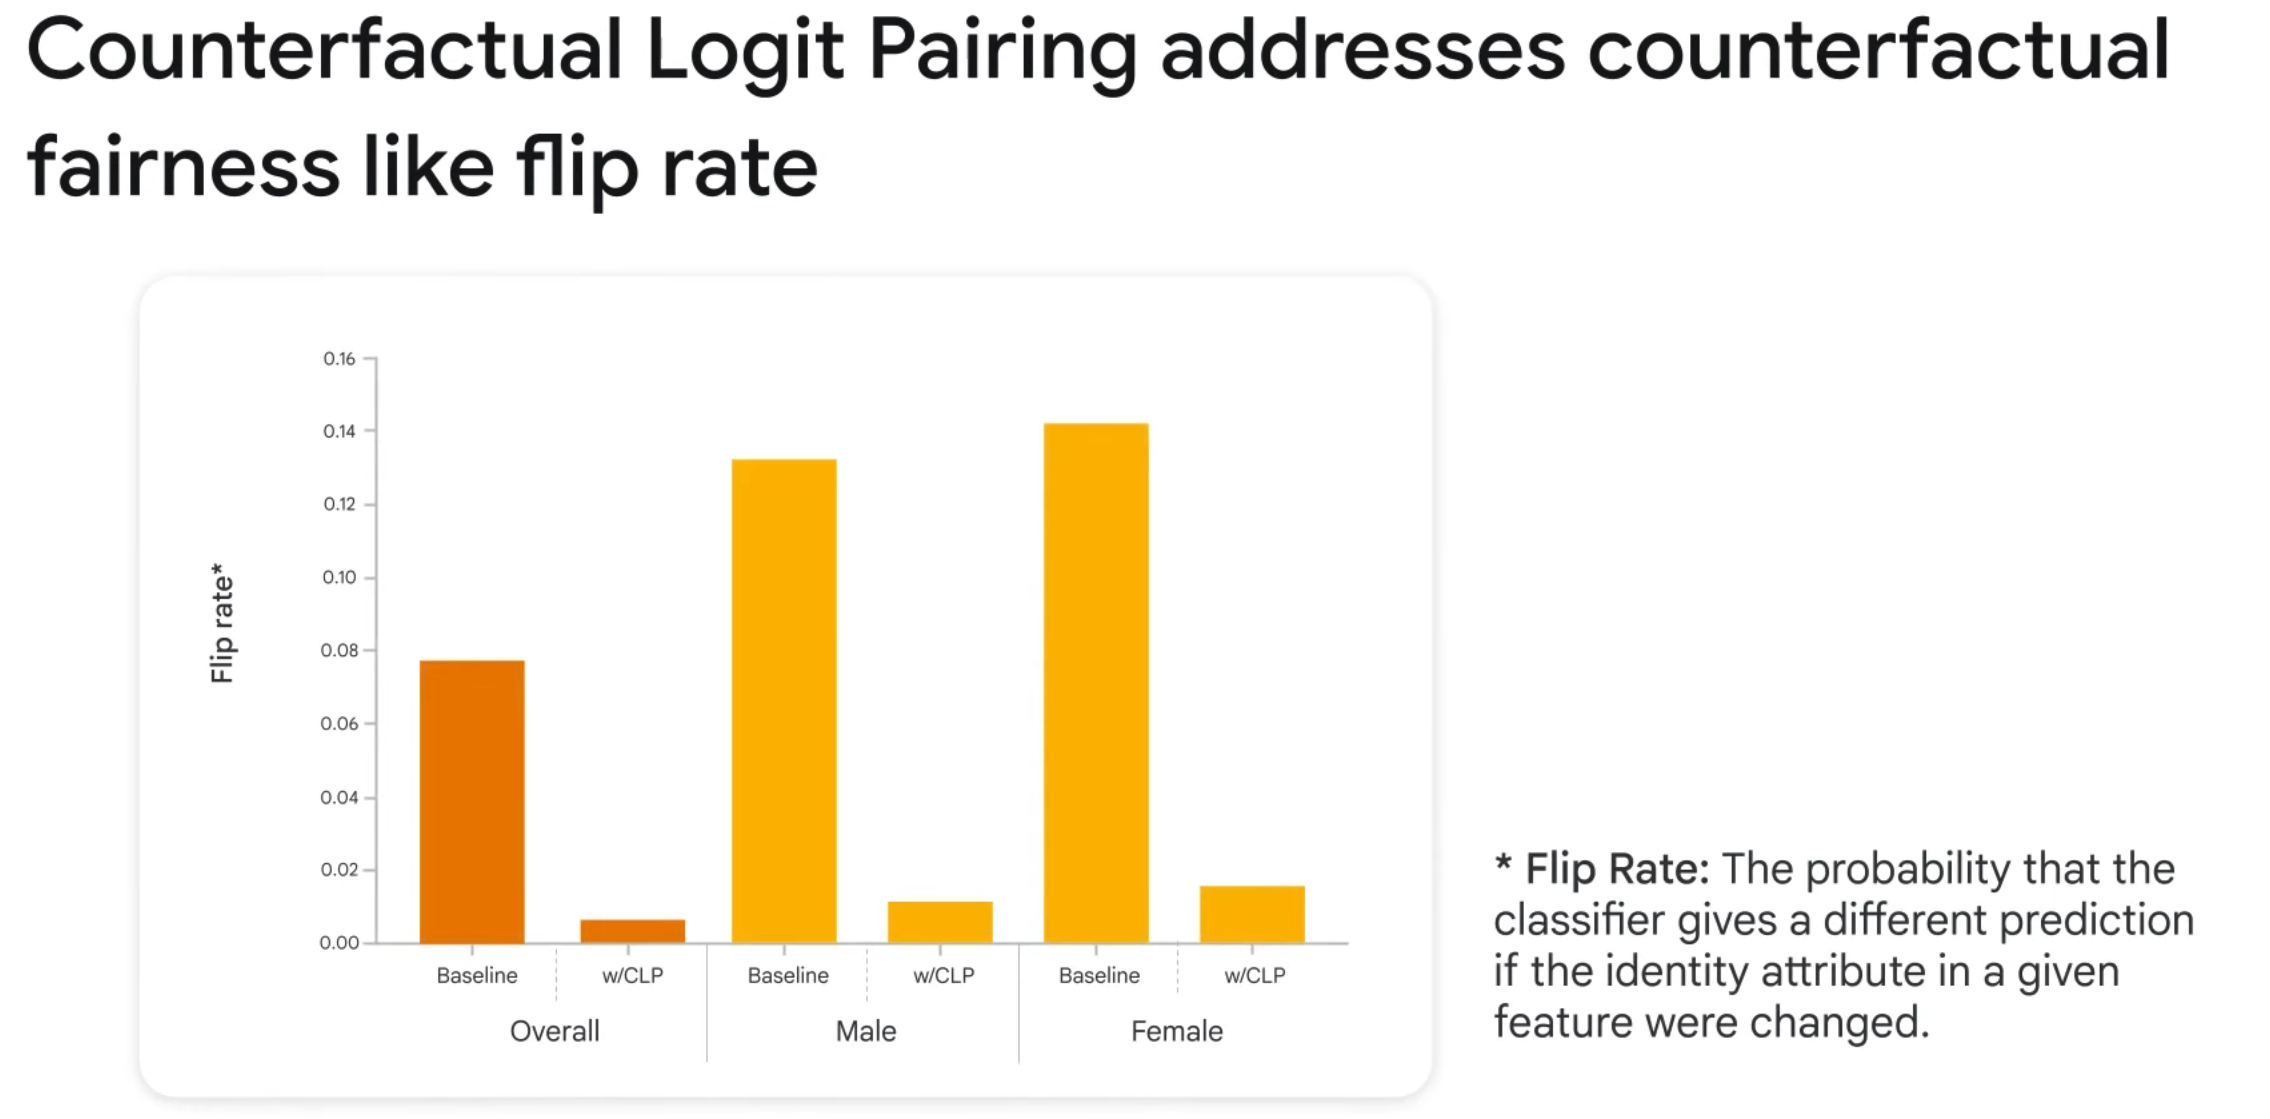 Counterfactual Logit Pairing addresses counterfactual
fairness like flip rate
Flip rate*
0.16
0.14
0.12
0.10
0.08
0.06
0.04
0.02
0.00
Baseline w/CLP Baseline w/CLP Baseline w/CLP
Overall Male Female
* Flip Rate: The probability that the
classifier gives a different prediction
if the identity attribute in a given
feature were changed.